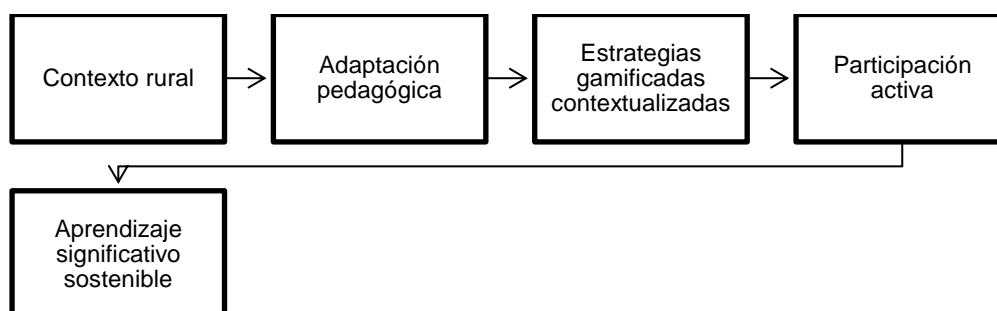 Contexto rural
Adaptación
pedagógica
Estrategias
gamificadas
contextualizadas
Participación
activa
Aprendizaje
significativo
sostenible